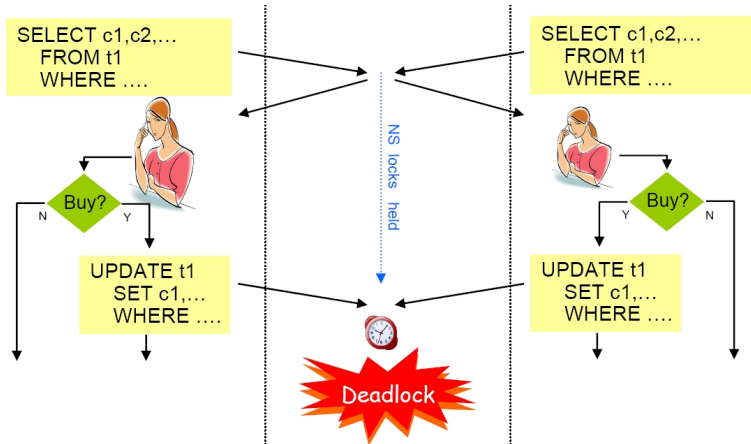 SELECT c1,c2,…
FROM t1
WHERE ….
N
Buy?
Y
UPDATE t1
SET c1,…
WHERE ….
NS locks held
Deadlock
SELECT c1,c2,…
FROM t1
WHERE ….
Y
Buy?
N
UPDATE t1
SET c1,…
WHERE ….